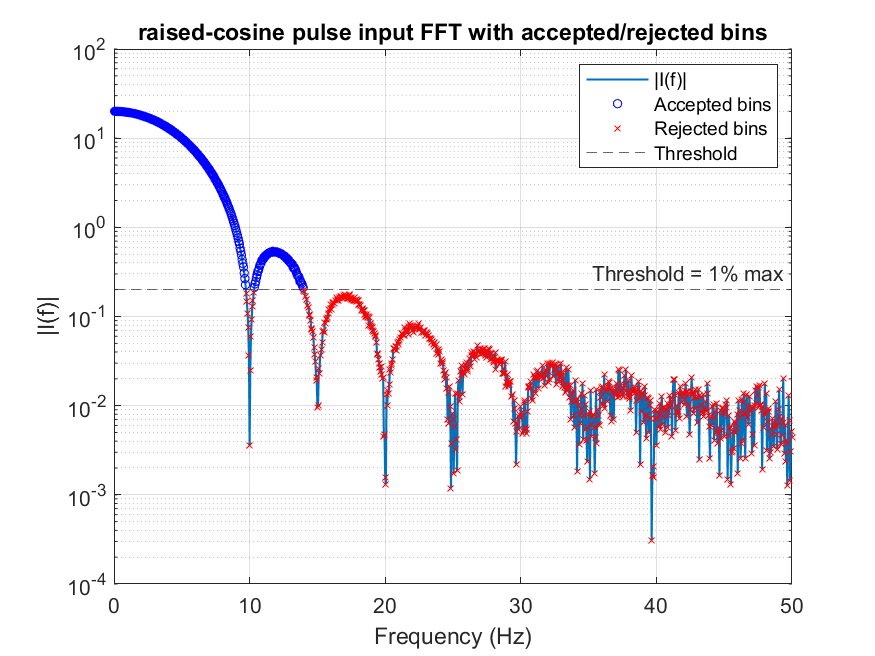 raised-cosine pulse input FFT with accepted/rejected bins
|I(f)|
Accepted bins
Rejected bins
Threshold
Threshold = 1% max
10^2
10^1
10^0
10^-1
10^-2
10^-3
10^-4
|I(f)|
0 10 20 30 40 50
Frequency (Hz)